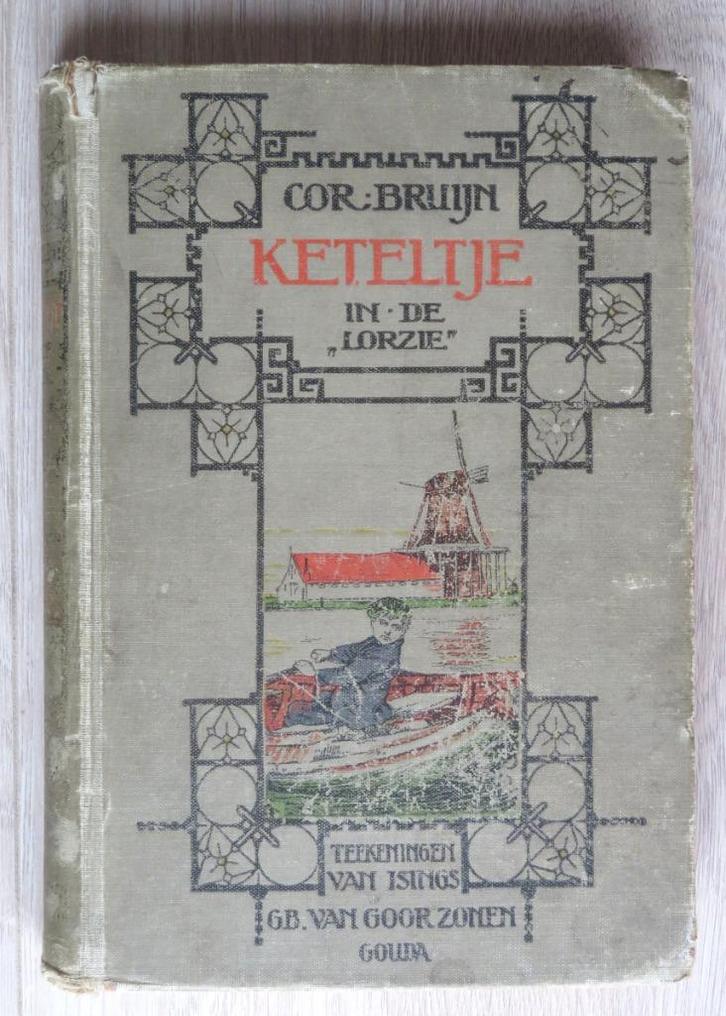 COR: BRUIJN
KETELTJE
IN · DE
„LORZIE”
TEEKENINGEN
VAN ISINGS
G.B. VAN GOOR ZONEN
GOUDA